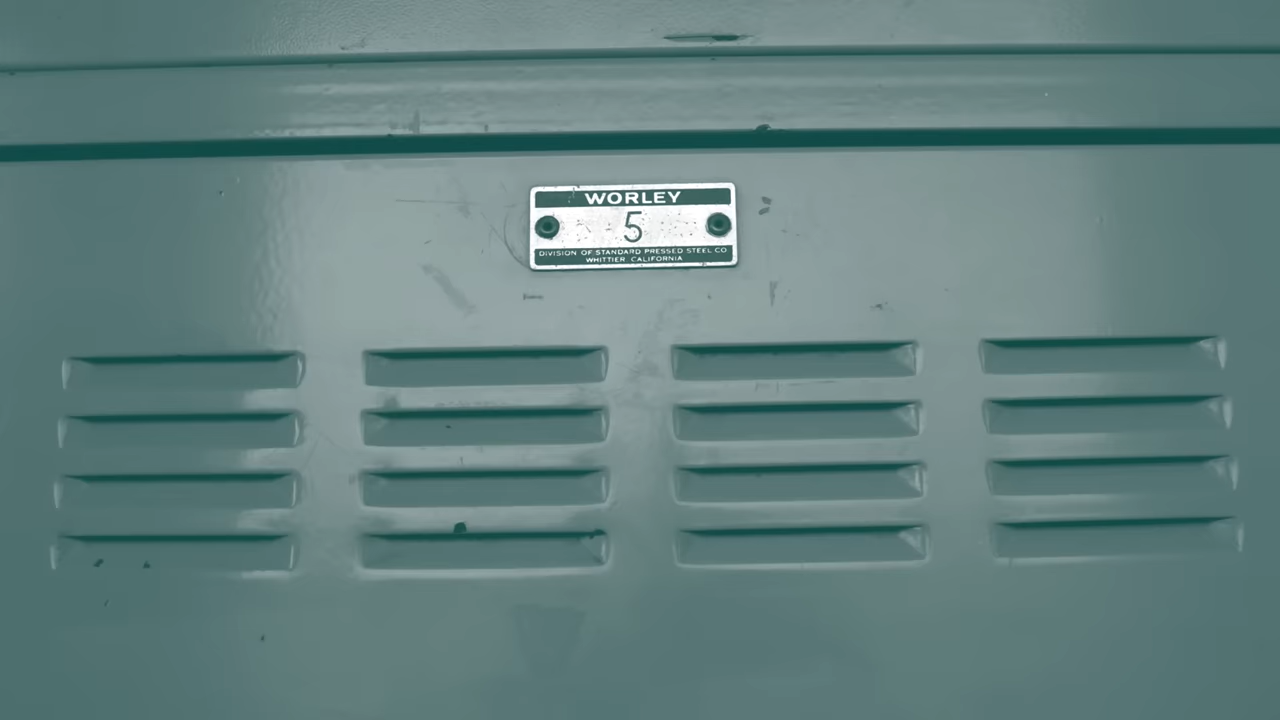 WORLEY
5
DIVISION OF STANDARD PRESSED STEEL CO
WHITTIER, CALIFORNIA